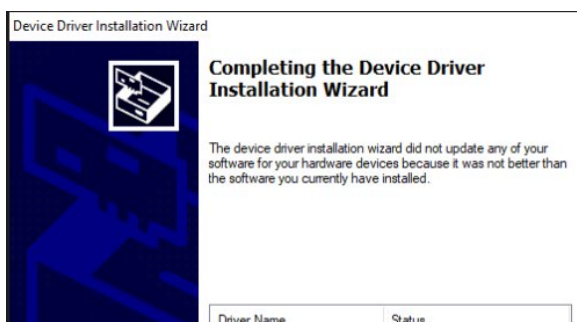 Device Driver Installation Wizard
Completing the Device Driver
Installation Wizard
The device driver installation wizard did not update any of your
software for your hardware devices because it was not better than
the software you currently have installed.
Driver Name Status